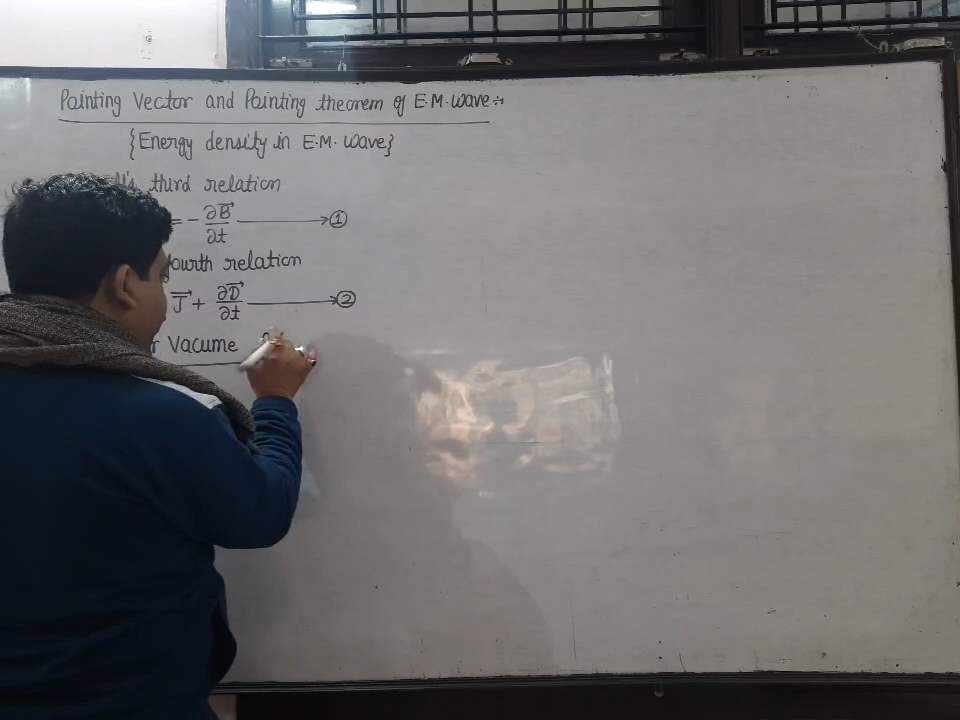 Painting Vector and Painting theorem of E.M. wave :-
{Energy density in E.M. wave}
third relation
= - ∂B⃗/∂t ⟶ ①
fourth relation
J⃗ + ∂D⃗/∂t ⟶ ②
Vacume